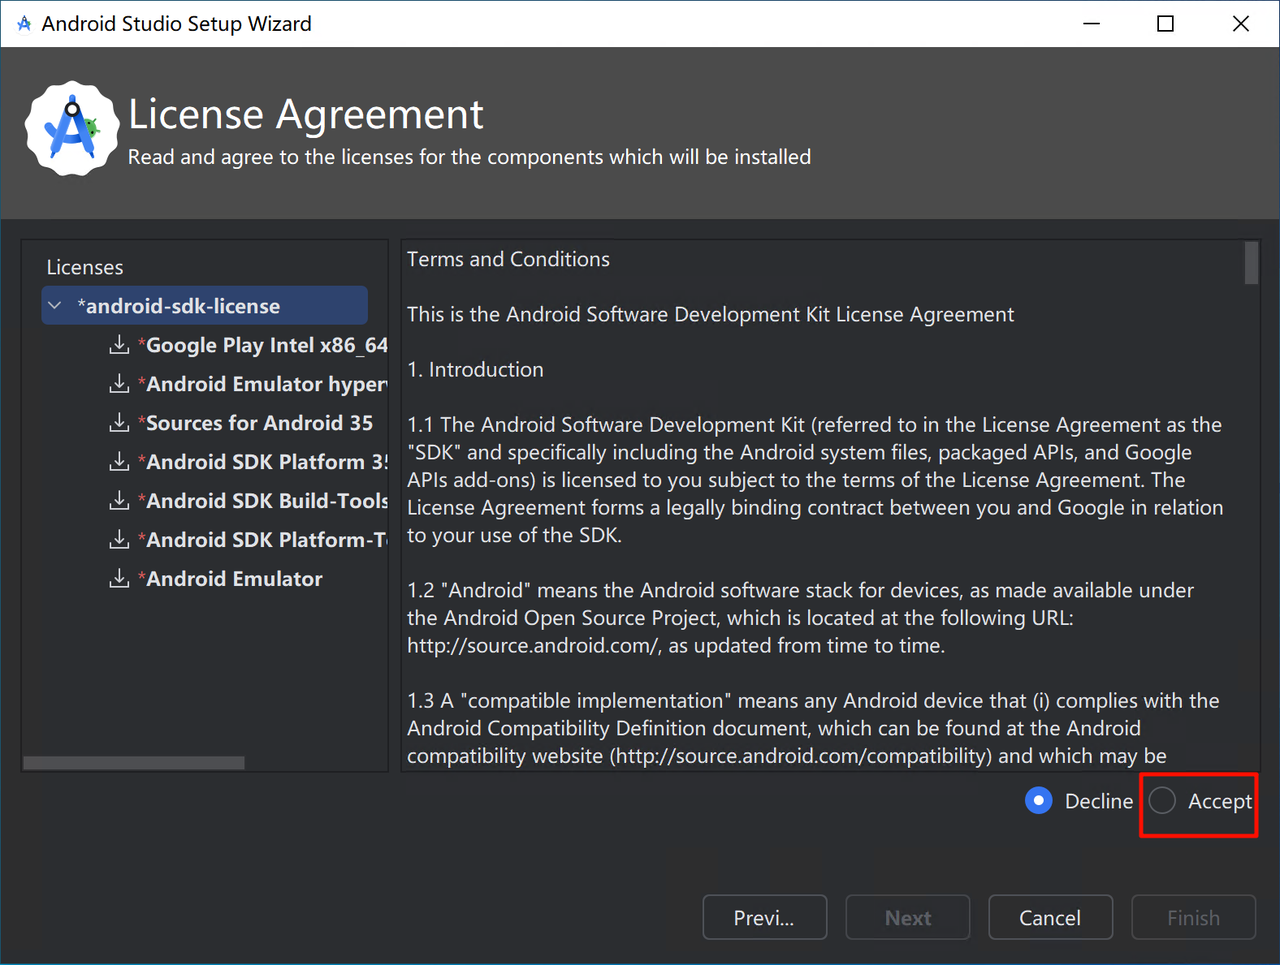 Android Studio Setup Wizard
License Agreement
Read and agree to the licenses for the components which will be installed
Licenses
*android-sdk-license
*Google Play Intel x86_64
*Android Emulator hyper
*Sources for Android 35
*Android SDK Platform 35
*Android SDK Build-Tools
*Android SDK Platform-T
*Android Emulator
Terms and Conditions
This is the Android Software Development Kit License Agreement
1. Introduction
1.1 The Android Software Development Kit (referred to in the License Agreement as the
"SDK" and specifically including the Android system files, packaged APIs, and Google
APIs add-ons) is licensed to you subject to the terms of the License Agreement. The
License Agreement forms a legally binding contract between you and Google in relation
to your use of the SDK.
1.2 "Android" means the Android software stack for devices, as made available under
the Android Open Source Project, which is located at the following URL:
http://source.android.com/, as updated from time to time.
1.3 A "compatible implementation" means any Android device that (i) complies with the
Android Compatibility Definition document, which can be found at the Android
compatibility website (http://source.android.com/compatibility) and which may be
Decline
Accept
Previ...
Next
Cancel
Finish